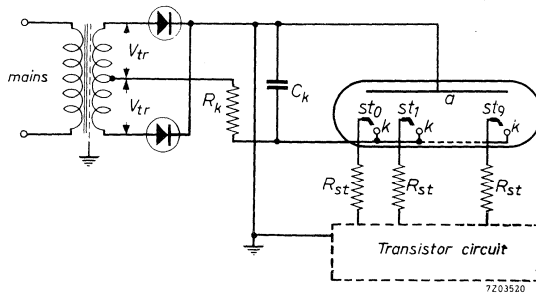 mains
V_tr
V_tr
R_k
C_k
a
st_0
st_1
st_9
k
k
k
R_st
R_st
R_st
Transistor circuit
7Z03520